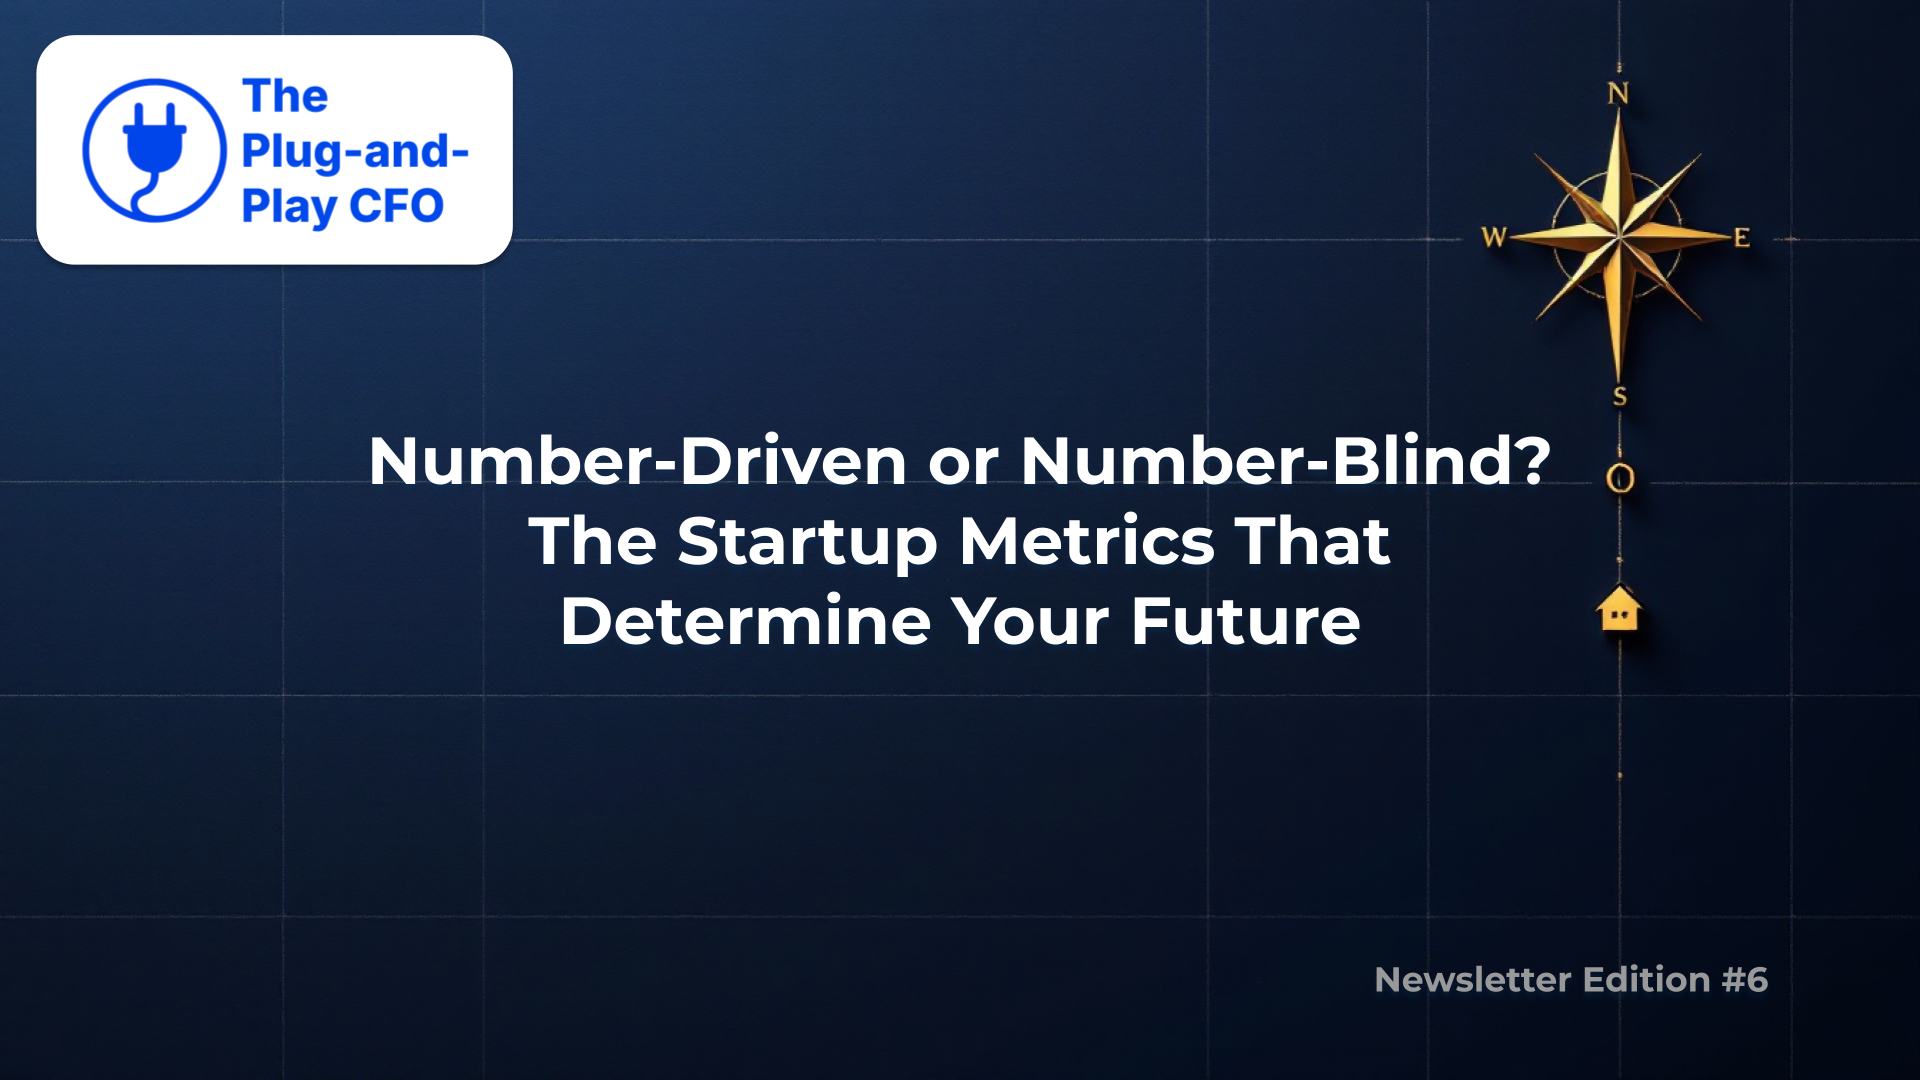 The
Plug-and-
Play CFO
N
W
E
S
O
Number-Driven or Number-Blind?
The Startup Metrics That
Determine Your Future
Newsletter Edition #6